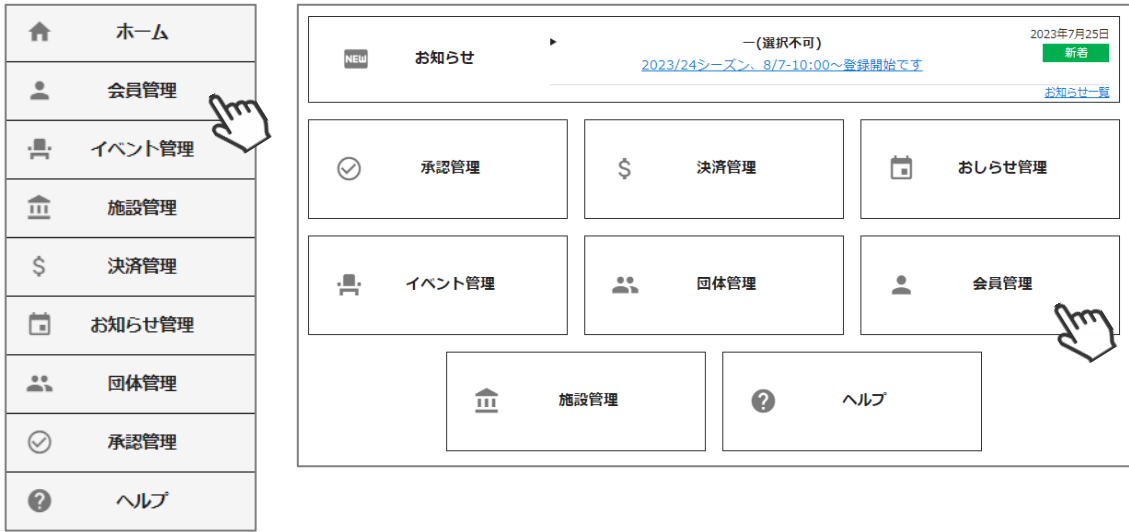 ホーム
会員管理
イベント管理
施設管理
決済管理
お知らせ管理
団体管理
承認管理
ヘルプ
NEW
お知らせ
—(選択不可)
2023年7月25日
新着
2023/24シーズン、8/7-10:00～登録開始です
お知らせ一覧
承認管理
決済管理
おしらせ管理
イベント管理
団体管理
会員管理
施設管理
ヘルプ